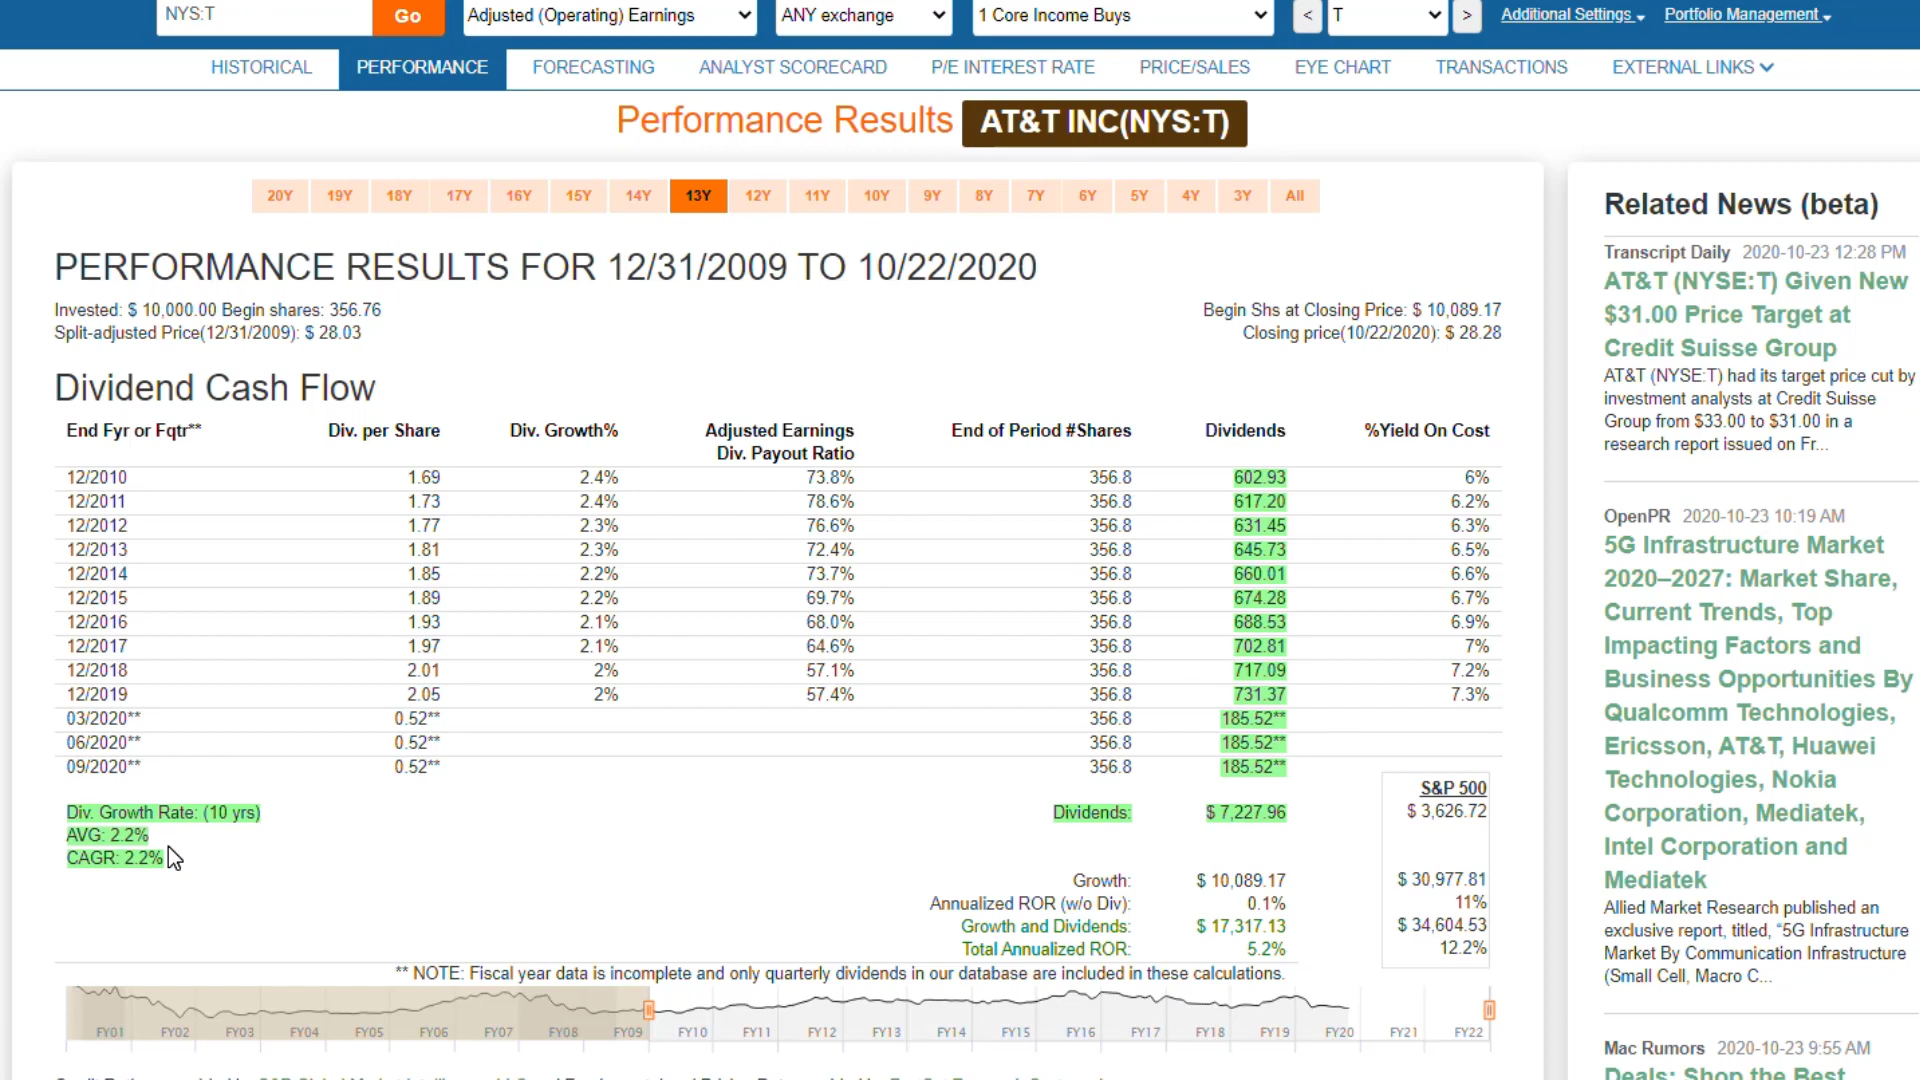 NYS:T Go Adjusted (Operating) Earnings ANY exchange 1 Core Income Buys < T > Additional Settings Portfolio Management
HISTORICAL PERFORMANCE FORECASTING ANALYST SCORECARD P/E INTEREST RATE PRICE/SALES EYE CHART TRANSACTIONS EXTERNAL LINKS
Performance Results AT&T INC(NYS:T)
20Y 19Y 18Y 17Y 16Y 15Y 14Y 13Y 12Y 11Y 10Y 9Y 8Y 7Y 6Y 5Y 4Y 3Y All
PERFORMANCE RESULTS FOR 12/31/2009 TO 10/22/2020
Invested: $ 10,000.00 Begin shares: 356.76 Begin Shs at Closing Price: $ 10,089.17
Split-adjusted Price(12/31/2009): $ 28.03 Closing price(10/22/2020): $ 28.28
Dividend Cash Flow
End Fyr or Fqtr** Div. per Share Div. Growth% Adjusted Earnings End of Period #Shares Dividends %Yield On Cost
Div. Payout Ratio
12/2010 1.69 2.4% 73.8% 356.8 602.93 6%
12/2011 1.73 2.4% 78.6% 356.8 617.20 6.2%
12/2012 1.77 2.3% 76.6% 356.8 631.45 6.3%
12/2013 1.81 2.3% 72.4% 356.8 645.73 6.5%
12/2014 1.85 2.2% 73.7% 356.8 660.01 6.6%
12/2015 1.89 2.2% 69.7% 356.8 674.28 6.7%
12/2016 1.93 2.1% 68.0% 356.8 688.53 6.9%
12/2017 1.97 2.1% 64.6% 356.8 702.81 7%
12/2018 2.01 2% 57.1% 356.8 717.09 7.2%
12/2019 2.05 2% 57.4% 356.8 731.37 7.3%
03/2020** 0.52** 356.8 185.52**
06/2020** 0.52** 356.8 185.52**
09/2020** 0.52** 356.8 185.52**
S&P 500
Div. Growth Rate: (10 yrs) Dividends: $ 7,227.96 $ 3,626.72
AVG: 2.2%
CAGR: 2.2%
Growth: $ 10,089.17 $ 30,977.81
Annualized ROR (w/o Div): 0.1% 11%
Growth and Dividends: $ 17,317.13 $ 34,604.53
Total Annualized ROR: 5.2% 12.2%
** NOTE: Fiscal year data is incomplete and only quarterly dividends in our database are included in these calculations.
FY01 FY02 FY03 FY04 FY05 FY06 FY07 FY08 FY09 FY10 FY11 FY12 FY13 FY14 FY15 FY16 FY17 FY18 FY19 FY20 FY21 FY22
Related News (beta)
Transcript Daily 2020-10-23 12:28 PM
AT&T (NYSE:T) Given New
$31.00 Price Target at
Credit Suisse Group
AT&T (NYSE:T) had its target price cut by
investment analysts at Credit Suisse
Group from $33.00 to $31.00 in a
research report issued on Fr...
OpenPR 2020-10-23 10:19 AM
5G Infrastructure Market
2020–2027: Market Share,
Current Trends, Top
Impacting Factors and
Business Opportunities By
Qualcomm Technologies,
Ericsson, AT&T, Huawei
Technologies, Nokia
Corporation, Mediatek,
Intel Corporation and
Mediatek
Allied Market Research published an
exclusive report, titled, “5G Infrastructure
Market By Communication Infrastructure
(Small Cell, Macro C...
Mac Rumors 2020-10-23 9:55 AM
Deals: Shop the Best